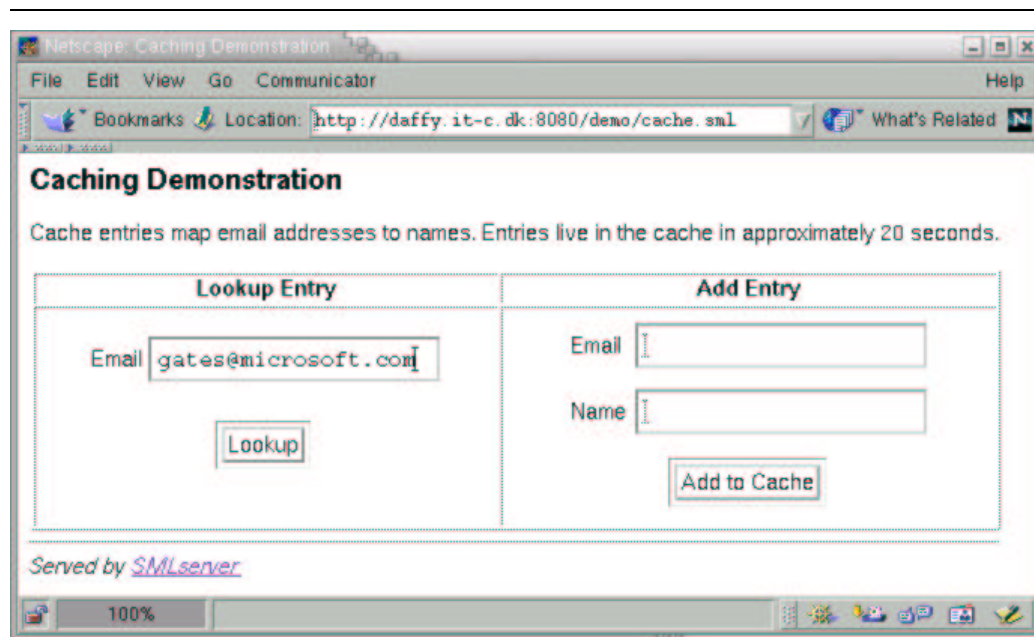 Netscape: Caching Demonstration
File Edit View Go Communicator Help
Bookmarks Location: http://daffy.it-c.dk:8080/demo/cache.sml What's Related N
Caching Demonstration
Cache entries map email addresses to names. Entries live in the cache in approximately 20 seconds.
Lookup Entry
Email gates@microsoft.com
Lookup
Add Entry
Email
Name
Add to Cache
Served by SMLserver
100%